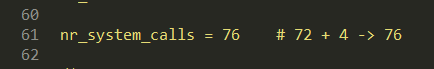 60
61 nr_system_calls = 76    # 72 + 4 -> 76
62